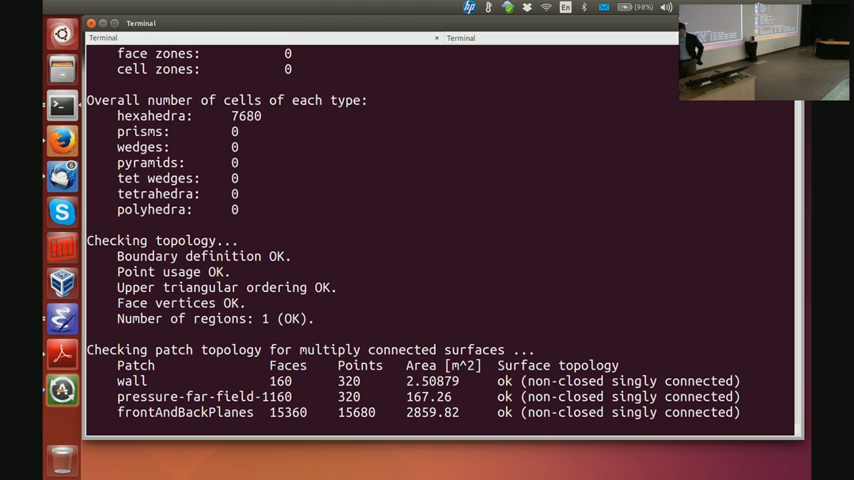 En
(98%)
Terminal
Terminal
Terminal
face zones: 0
cell zones: 0
Overall number of cells of each type:
hexahedra: 7680
prisms: 0
wedges: 0
pyramids: 0
tet wedges: 0
tetrahedra: 0
polyhedra: 0
Checking topology...
Boundary definition OK.
Point usage OK.
Upper triangular ordering OK.
Face vertices OK.
Number of regions: 1 (OK).
Checking patch topology for multiply connected surfaces ...
Patch Faces Points Area [m^2] Surface topology
wall 160 320 2.50879 ok (non-closed singly connected)
pressure-far-field-1160 320 167.26 ok (non-closed singly connected)
frontAndBackPlanes 15360 15680 2859.82 ok (non-closed singly connected)